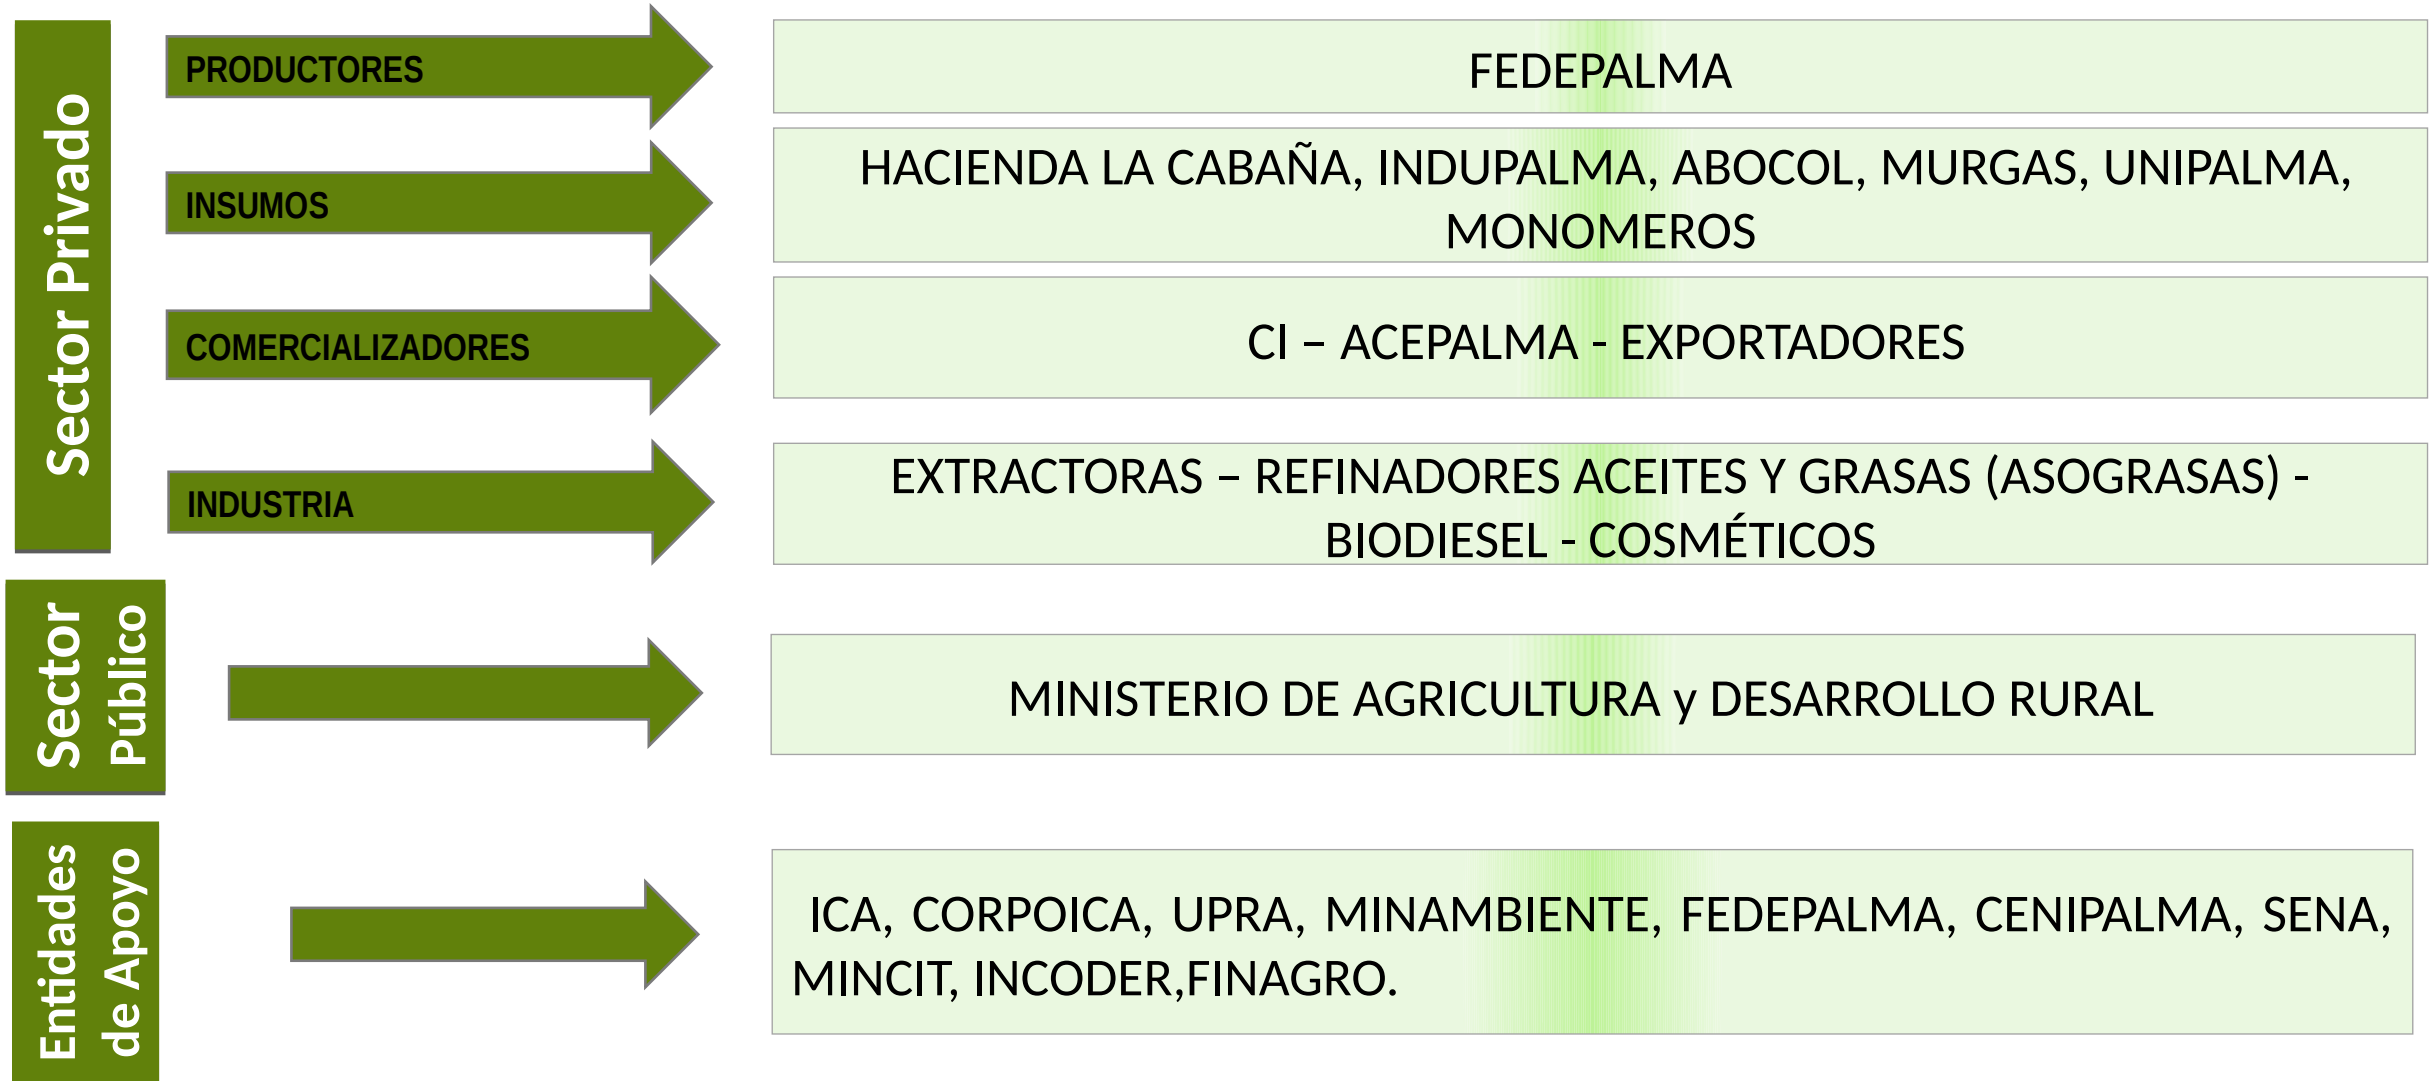 Sector Privado
PRODUCTORES
FEDEPALMA
INSUMOS
HACIENDA LA CABAÑA, INDUPALMA, ABOCOL, MURGAS, UNIPALMA,
MONOMEROS
COMERCIALIZADORES
CI – ACEPALMA - EXPORTADORES
INDUSTRIA
EXTRACTORAS – REFINADORES ACEITES Y GRASAS (ASOGRASAS) -
BIODIESEL - COSMÉTICOS
Sector
Público
MINISTERIO DE AGRICULTURA y DESARROLLO RURAL
Entidades
de Apoyo
ICA, CORPOICA, UPRA, MINAMBIENTE, FEDEPALMA, CENIPALMA, SENA,
MINCIT, INCODER,FINAGRO.